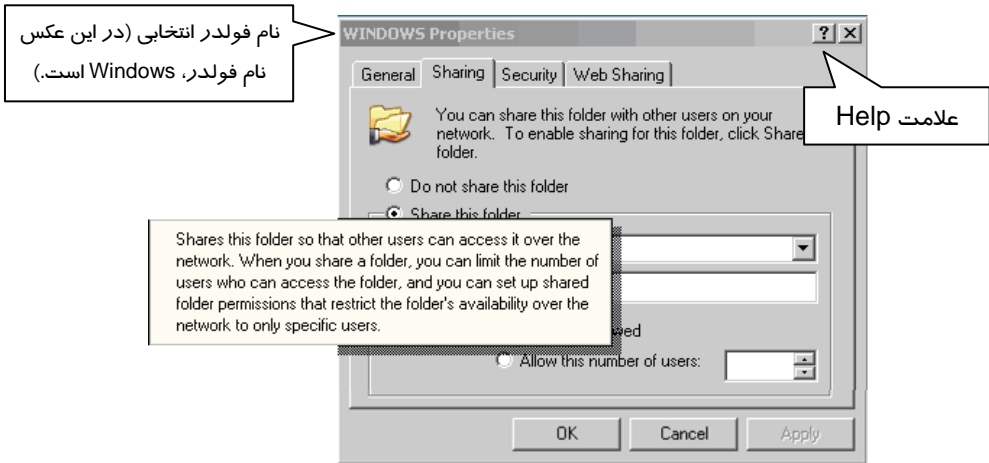 نام فولدر انتخابی (در این عکس
نام فولدر، Windows است.)
WINDOWS Properties
علامت Help
General Sharing Security Web Sharing
You can share this folder with other users on your
network. To enable sharing for this folder, click Share
folder.
Do not share this folder
Share this folder
Shares this folder so that other users can access it over the
network. When you share a folder, you can limit the number of
users who can access the folder, and you can set up shared
folder permissions that restrict the folder's availability over the
network to only specific users.
Allow this number of users:
OK Cancel Apply